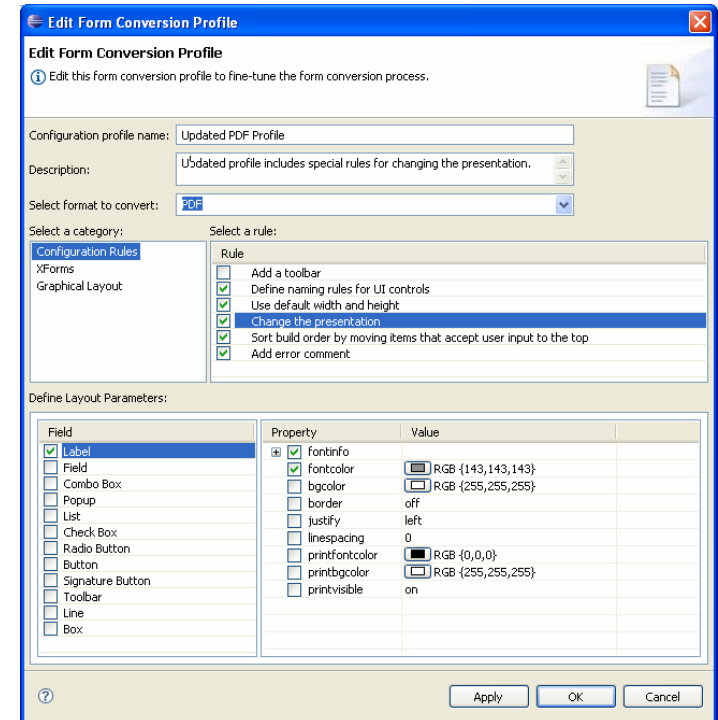 Edit Form Conversion Profile
Edit Form Conversion Profile
Edit this form conversion profile to fine-tune the form conversion process.
Configuration profile name: Updated PDF Profile
Description: Updated profile includes special rules for changing the presentation.
Select format to convert: PDF
Select a category: Select a rule:
Configuration Rules
XForms
Graphical Layout
Rule
Add a toolbar
Define naming rules for UI controls
Use default width and height
Change the presentation
Sort build order by moving items that accept user input to the top
Add error comment
Define Layout Parameters:
Field
Label
Field
Combo Box
Popup
List
Check Box
Radio Button
Button
Signature Button
Toolbar
Line
Box
Property Value
fontinfo
fontcolor RGB {143,143,143}
bgcolor RGB {255,255,255}
border off
justify left
linespacing 0
printfontcolor RGB {0,0,0}
printbgcolor RGB {255,255,255}
printvisible on
Apply OK Cancel